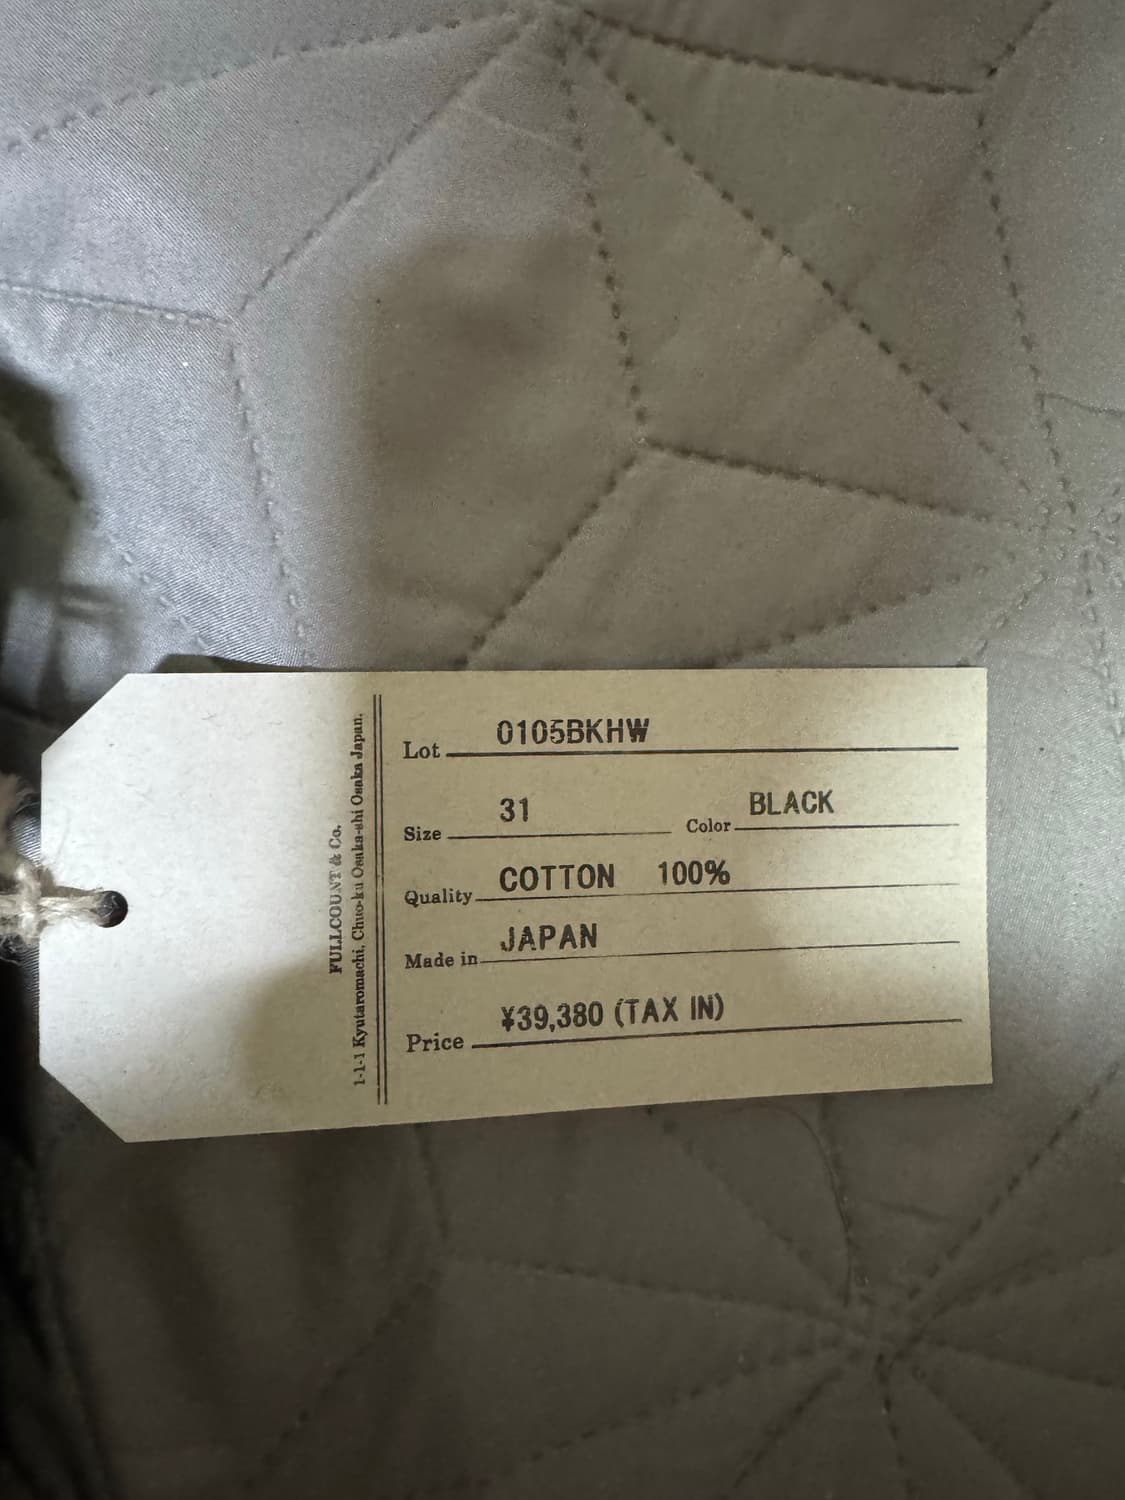 FULLCOUNT & Co.
1-1-1 Kyutaromachi, Chuo-ku Osaka-shi Osaka Japan.
Lot 0105BKHW
Size 31 Color BLACK
Quality COTTON 100%
Made in JAPAN
Price ¥39,380 (TAX IN)